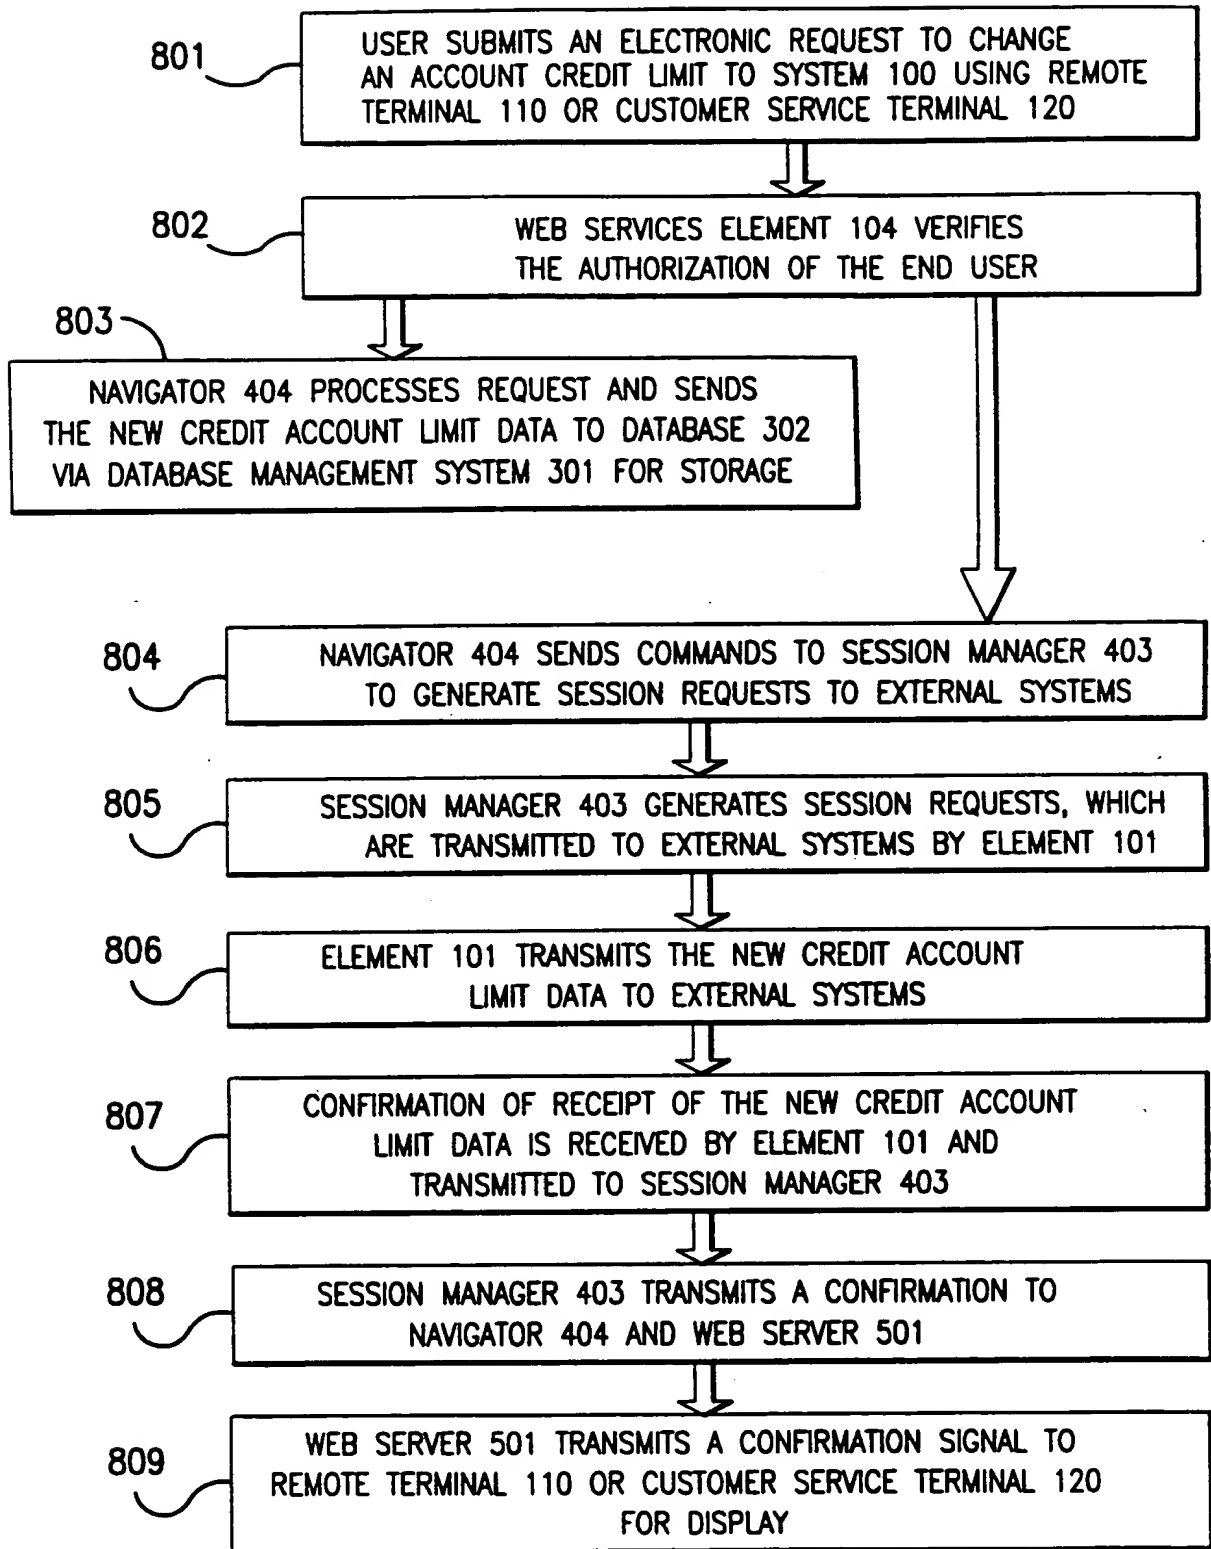 801
USER SUBMITS AN ELECTRONIC REQUEST TO CHANGE
AN ACCOUNT CREDIT LIMIT TO SYSTEM 100 USING REMOTE
TERMINAL 110 OR CUSTOMER SERVICE TERMINAL 120
802
WEB SERVICES ELEMENT 104 VERIFIES
THE AUTHORIZATION OF THE END USER
803
NAVIGATOR 404 PROCESSES REQUEST AND SENDS
THE NEW CREDIT ACCOUNT LIMIT DATA TO DATABASE 302
VIA DATABASE MANAGEMENT SYSTEM 301 FOR STORAGE
804
NAVIGATOR 404 SENDS COMMANDS TO SESSION MANAGER 403
TO GENERATE SESSION REQUESTS TO EXTERNAL SYSTEMS
805
SESSION MANAGER 403 GENERATES SESSION REQUESTS, WHICH
ARE TRANSMITTED TO EXTERNAL SYSTEMS BY ELEMENT 101
806
ELEMENT 101 TRANSMITS THE NEW CREDIT ACCOUNT
LIMIT DATA TO EXTERNAL SYSTEMS
807
CONFIRMATION OF RECEIPT OF THE NEW CREDIT ACCOUNT
LIMIT DATA IS RECEIVED BY ELEMENT 101 AND
TRANSMITTED TO SESSION MANAGER 403
808
SESSION MANAGER 403 TRANSMITS A CONFIRMATION TO
NAVIGATOR 404 AND WEB SERVER 501
809
WEB SERVER 501 TRANSMITS A CONFIRMATION SIGNAL TO
REMOTE TERMINAL 110 OR CUSTOMER SERVICE TERMINAL 120
FOR DISPLAY